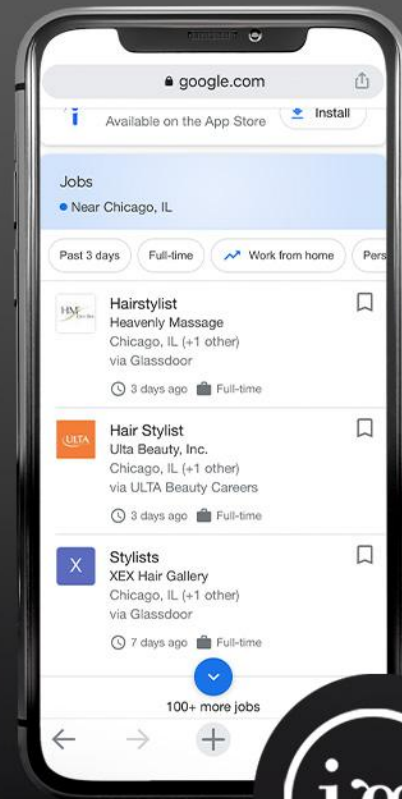 google.com
Available on the App Store
Install
Jobs
Near Chicago, IL
Past 3 days
Full-time
Work from home
Pers
Hairstylist
Heavenly Massage
Chicago, IL (+1 other)
via Glassdoor
3 days ago
Full-time
ULTA
Hair Stylist
Ulta Beauty, Inc.
Chicago, IL (+1 other)
via ULTA Beauty Careers
3 days ago
Full-time
X
Stylists
XEX Hair Gallery
Chicago, IL (+1 other)
via Glassdoor
7 days ago
Full-time
100+ more jobs